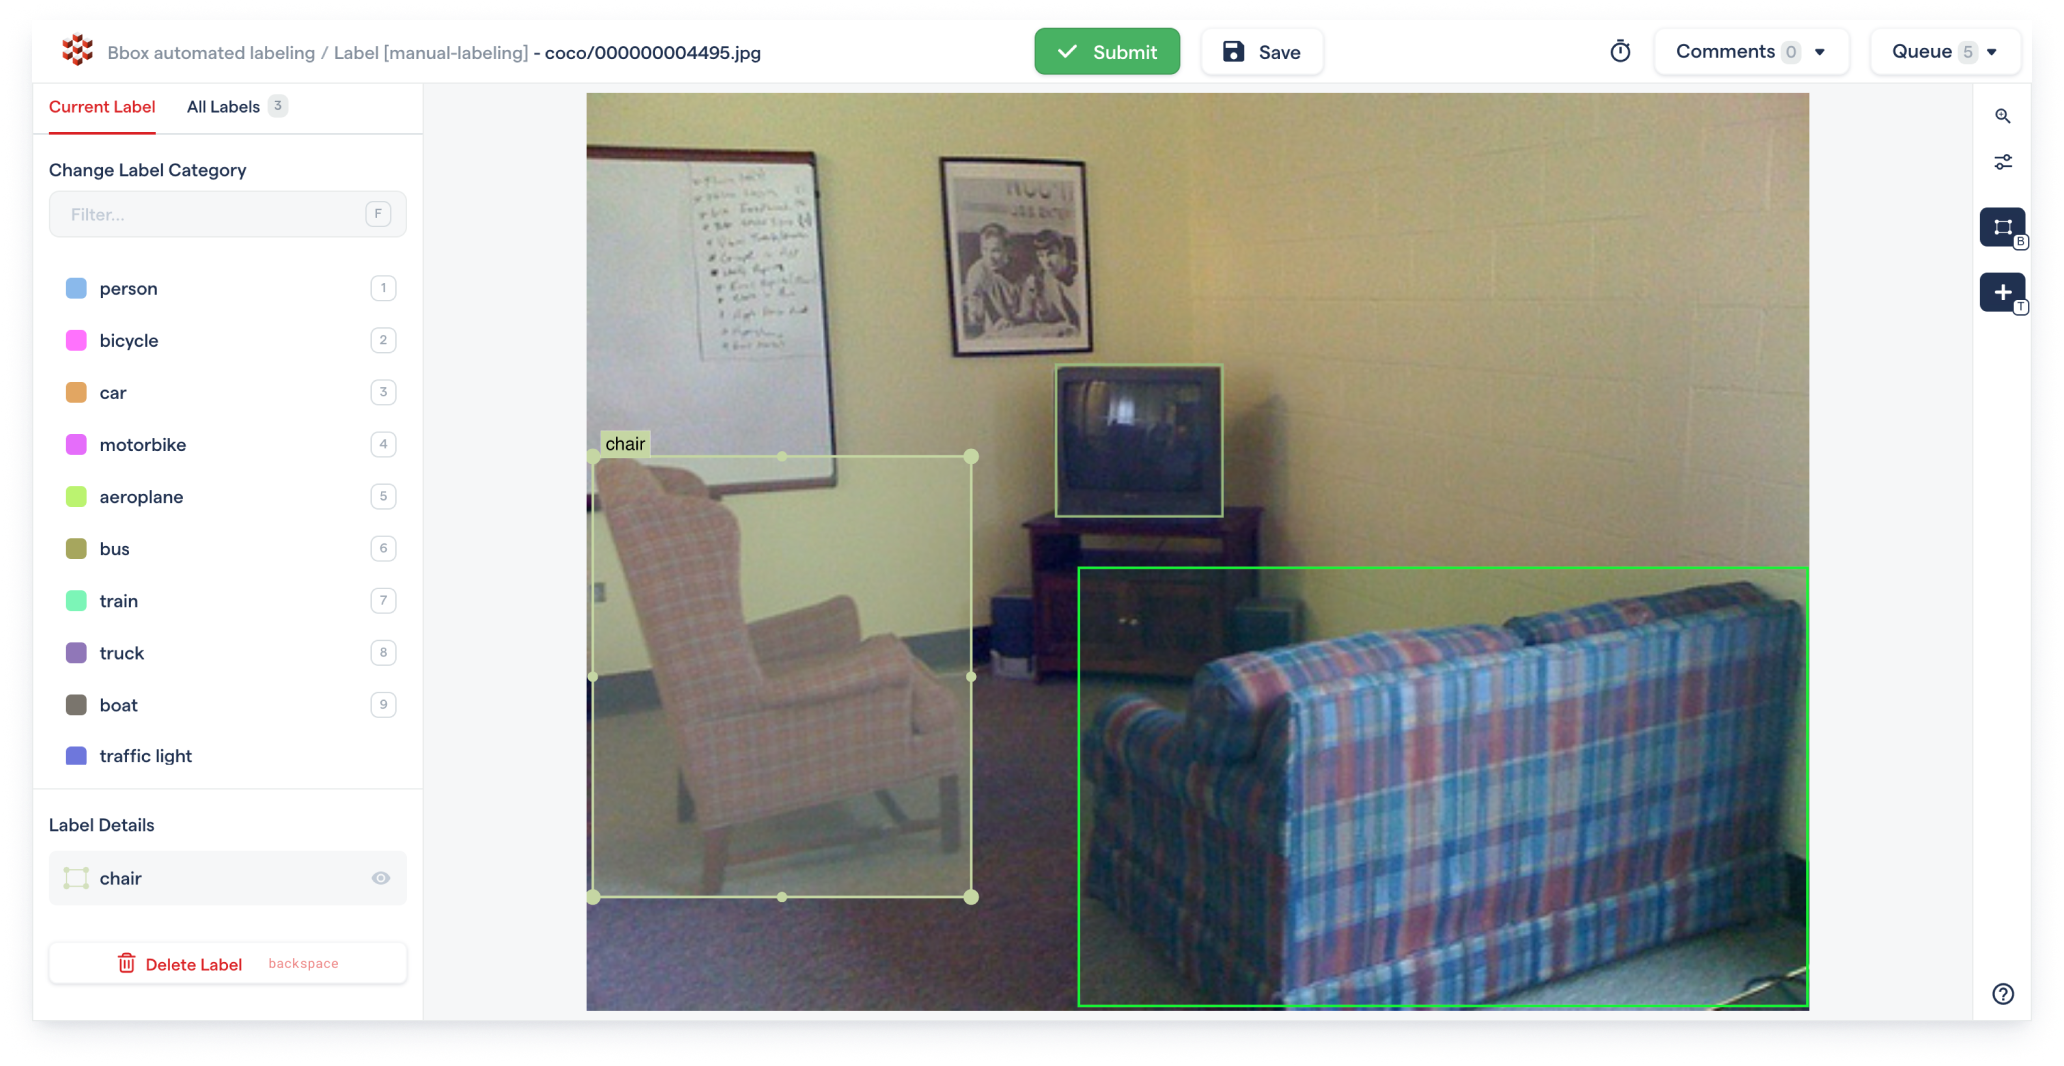 Bbox automated labeling / Label [manual-labeling] - coco/000000004495.jpg
Submit
Save
Comments 0
Queue 5
Current Label
All Labels 3
Change Label Category
Filter...
F
person 1
bicycle 2
car 3
motorbike 4
aeroplane 5
bus 6
train 7
truck 8
boat 9
traffic light
Label Details
chair
Delete Label backspace
chair
B
T